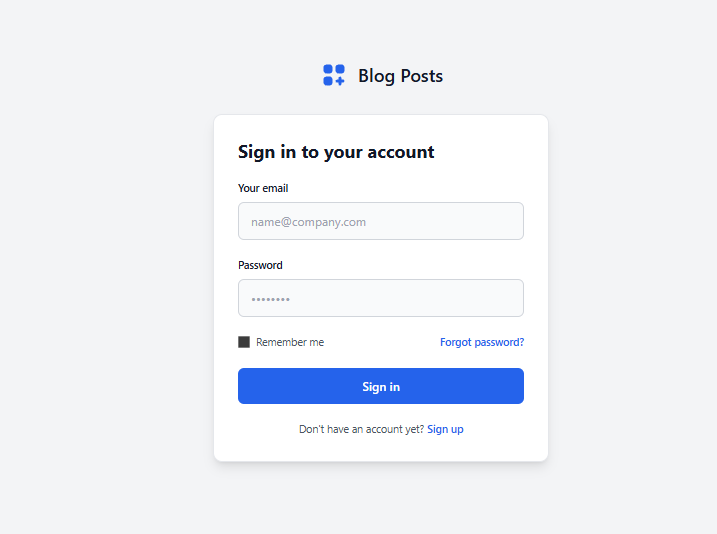 Blog Posts
Sign in to your account
Your email
name@company.com
Password
••••••••
Remember me Forgot password?
Sign in
Don't have an account yet? Sign up